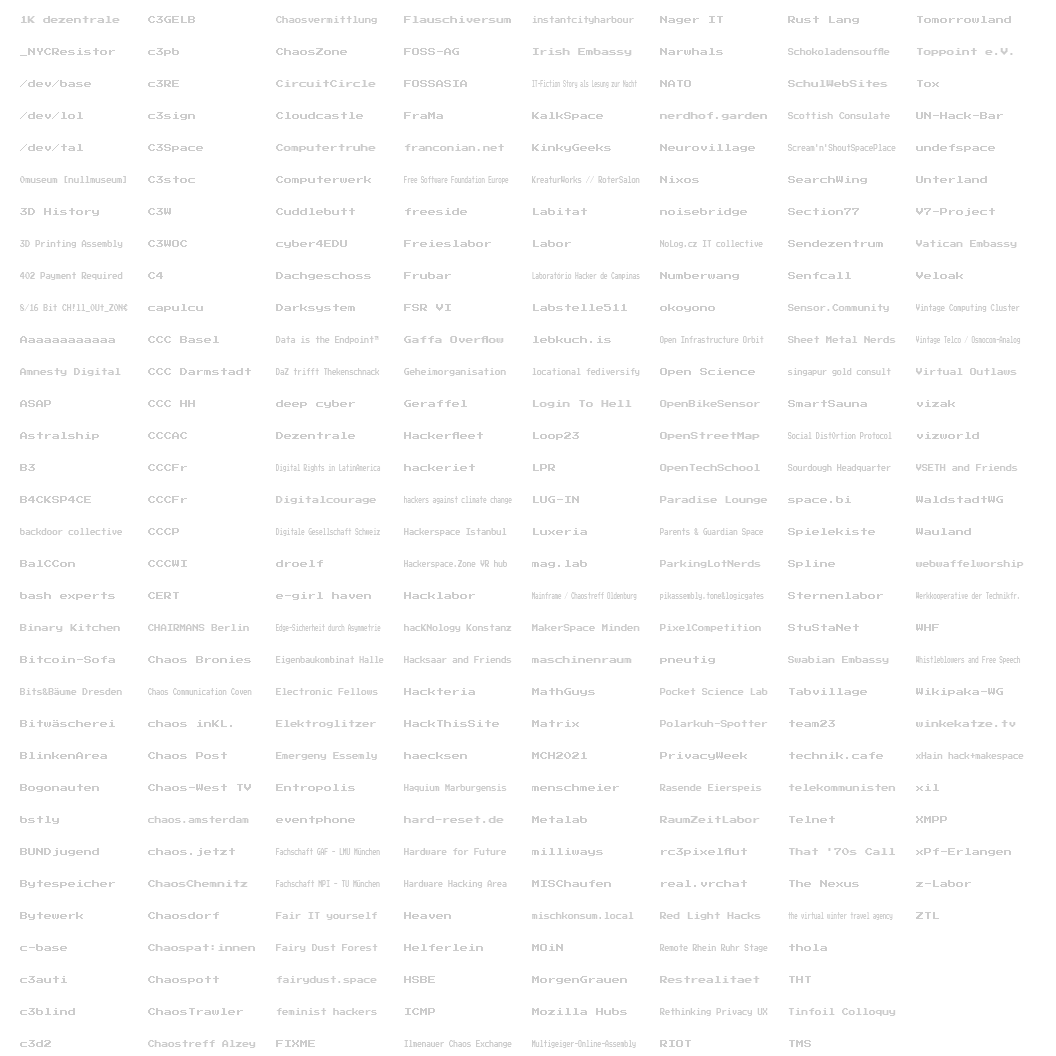 1K dezentrale
_NYCResistor
/dev/base
/dev/lol
/dev/tal
0museum [nullmuseum]
3D History
3D Printing Assembly
402 Payment Required
8/16 Bit CH!ll_0Ut_Z0N€
Aaaaaaaaaaaa
Amnesty Digital
ASAP
Astralship
B3
B4CKSP4CE
backdoor collective
BalCCon
bash experts
Binary Kitchen
Bitcoin-Sofa
Bits&Bäume Dresden
Bitwäscherei
BlinkenArea
Bogonauten
bstly
BUNDjugend
Bytespeicher
Bytewerk
c-base
c3auti
c3blind
c3d2
C3GELB
c3pb
c3RE
c3sign
C3Space
C3stoc
C3W
C3WOC
C4
capulcu
CCC Basel
CCC Darmstadt
CCC HH
CCCAC
CCCFr
CCCFr
CCCP
CCCWI
CERT
CHAIRMANS Berlin
Chaos Bronies
Chaos Communication Coven
chaos inKL.
Chaos Post
Chaos-West TV
chaos.amsterdam
chaos.jetzt
ChaosChemnitz
Chaosdorf
Chaospat:innen
Chaospott
ChaosTrawler
Chaostreff Alzey
Chaosvermittlung
ChaosZone
CircuitCircle
Cloudcastle
Computertruhe
Computerwerk
Cuddlebutt
cyber4EDU
Dachgeschoss
Darksystem
Data is the Endpoint"
DaZ trifft Thekenschnack
deep cyber
Dezentrale
Digital Rights in LatinAmerica
Digitalcourage
Digitale Gesellschaft Schweiz
droelf
e-girl haven
Edge-Sicherheit durch Asymmetrie
Eigenbaukombinat Halle
Electronic Fellows
Elektroglitzer
Emergeny Essemly
Entropolis
eventphone
Fachschaft GAF - LMU München
Fachschaft MPI - TU München
Fair IT yourself
Fairy Dust Forest
fairydust.space
feminist hackers
FIXME
Flauschiversum
FOSS-AG
FOSSASIA
FraMa
franconian.net
Free Software Foundation Europe
freeside
Freieslabor
Frubar
FSR VI
Gaffa Overflow
Geheimorganisation
Geraffel
Hackerfleet
hackeriet
hackers against climate change
Hackerspace Istanbul
Hackerspace.Zone VR hub
Hacklabor
hacKNology Konstanz
Hacksaar and Friends
Hackteria
HackThisSite
haecksen
Haquium Marburgensis
hard-reset.de
Hardware for Future
Hardware Hacking Area
Heaven
Helferlein
HSBE
ICMP
Ilmenauer Chaos Exchange
instantcityharbour
Irish Embassy
IT-Fiction Story als Lesung zur Nacht
KalkSpace
KinkyGeeks
KreaturWorks // RoterSalon
Labitat
Labor
Laboratório Hacker de Campinas
Labstelle511
lebkuch.is
locational fediversify
Login To Hell
Loop23
LPR
LUG-IN
Luxeria
mag.lab
Mainframe / Chaostreff Oldenburg
MakerSpace Minden
maschinenraum
MathGuys
Matrix
MCH2021
menschmeier
Metalab
milliways
MISChaufen
mischkonsum.local
MOiN
MorgenGrauen
Mozilla Hubs
Multigeiger-Online-Assembly
Nager IT
Narwhals
NATO
nerdhof.garden
Neurovillage
Nixos
noisebridge
NoLog.cz IT collective
Numberwang
okoyono
Open Infrastructure Orbit
Open Science
OpenBikeSensor
OpenStreetMap
OpenTechSchool
Paradise Lounge
Parents & Guardian Space
ParkingLotNerds
pikassembly.tone&logicgates
PixelCompetition
pneutig
Pocket Science Lab
Polarkuh-Spotter
PrivacyWeek
Rasende Eierspeis
RaumZeitLabor
rc3pixelflut
real.vrchat
Red Light Hacks
Remote Rhein Ruhr Stage
Restrealitaet
Rethinking Privacy UX
RIOT
Rust Lang
Schokoladensouffle
SchulWebSites
Scottish Consulate
Scream'n'ShoutSpacePlace
SearchWing
Section77
Sendezentrum
Senfcall
Sensor.Community
Sheet Metal Nerds
singapur gold consult
SmartSauna
Social Dist0rtion Protocol
Sourdough Headquarter
space.bi
Spielekiste
Spline
Sternenlabor
StuStaNet
Swabian Embassy
Tabvillage
team23
technik.cafe
telekommunisten
Telnet
That '70s Call
The Nexus
the virtual winter travel agency
thola
THT
Tinfoil Colloquy
TMS
Tomorrowland
Toppoint e.V.
Tox
UN-Hack-Bar
undefspace
Unterland
V7-Project
Vatican Embassy
Veloak
Vintage Computing Cluster
Vintage Telco / Osmocom-Analog
Virtual Outlaws
vizak
vizworld
VSETH and Friends
WaldstadtWG
Wauland
webwaffelworship
Werkkooperative der Technikfr.
WHF
Whistleblowers and Free Speech
Wikipaka-WG
winkekatze.tv
xHain hack+makespace
xil
XMPP
xPf-Erlangen
z-Labor
ZTL